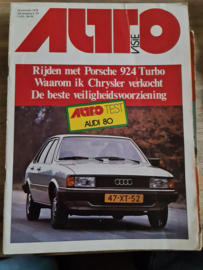 AUTO
VISIE
Rijden met Porsche 924 Turbo
Waarom ik Chrysler verkocht
De beste veiligheidsvoorziening
AUTO TEST
AUDI 80
47-XT-52